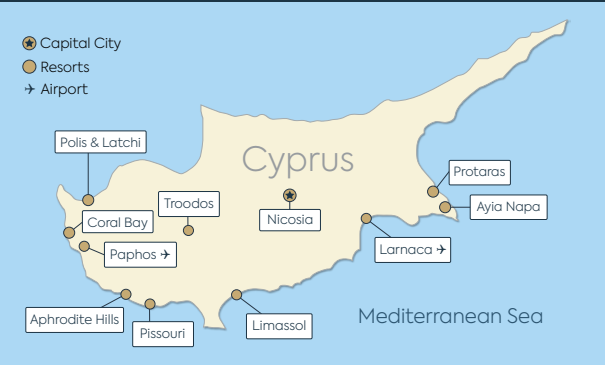 Capital City
Resorts
Airport
Polis & Latchi
Cyprus
Protaras
Troodos
Ayia Napa
Coral Bay
Nicosia
Paphos ✈
Larnaca ✈
Aphrodite Hills
Mediterranean Sea
Limassol
Pissouri